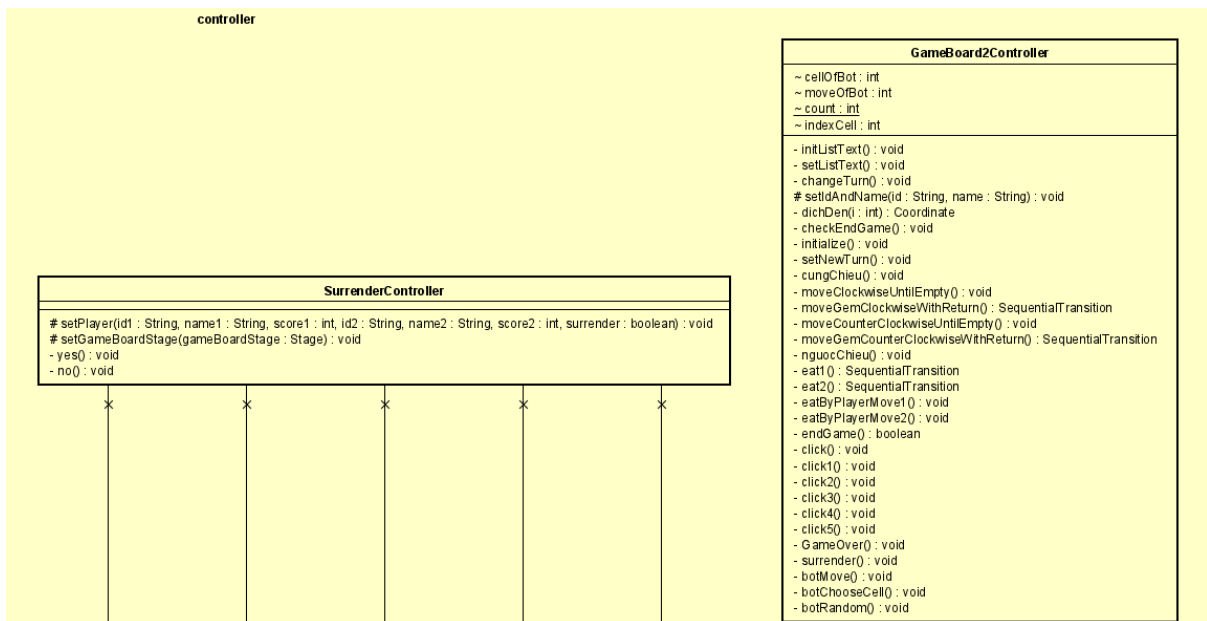 controller
GameBoard2Controller
~ cellOfBot : int
~ moveOfBot : int
~ count : int
~ indexCell : int
- initListText() : void
- setListText() : void
- changeTurn() : void
# setIdAndName(id : String, name : String) : void
- dichDen(i : int) : Coordinate
- checkEndGame() : void
- initialize() : void
- setNewTurn() : void
- cungChieu() : void
- moveClockwiseUntilEmpty() : void
- moveGemClockwiseWithReturn() : SequentialTransition
- moveCounterClockwiseUntilEmpty() : void
- moveGemCounterClockwiseWithReturn() : SequentialTransition
- nguocChieu() : void
- eat1() : SequentialTransition
- eat2() : SequentialTransition
- eatByPlayerMove1() : void
- eatByPlayerMove2() : void
- endGame() : boolean
- click() : void
- click1() : void
- click2() : void
- click3() : void
- click4() : void
- click5() : void
- GameOver() : void
- surrender() : void
- botMove() : void
- botChooseCell() : void
- botRandom() : void
SurrenderController
# setPlayer(id1 : String, name1 : String, score1 : int, id2 : String, name2 : String, score2 : int, surrender : boolean) : void
# setGameBoardStage(gameBoardStage : Stage) : void
- yes() : void
- no() : void